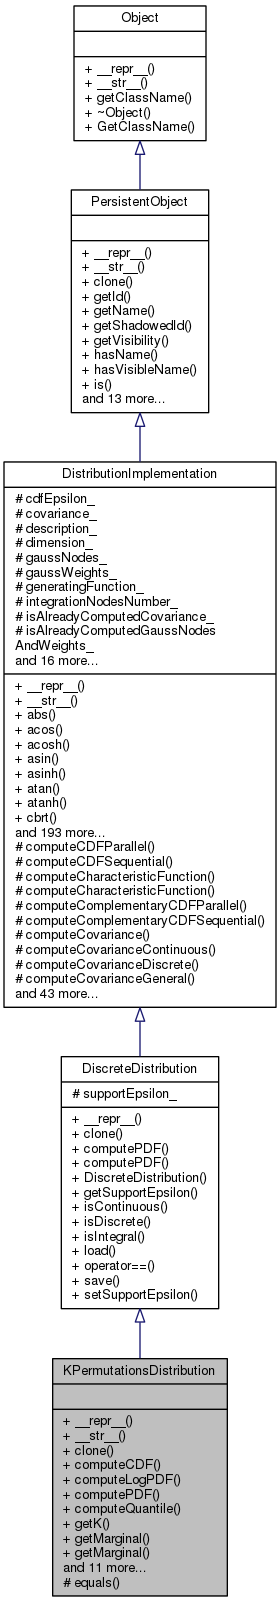 Object
+ __repr__()
+ __str__()
+ getClassName()
+ ~Object()
+ GetClassName()
PersistentObject
+ __repr__()
+ __str__()
+ clone()
+ getId()
+ getName()
+ getShadowedId()
+ getVisibility()
+ hasName()
+ hasVisibleName()
+ is()
and 13 more...
DistributionImplementation
# cdfEpsilon_
# covariance_
# description_
# dimension_
# gaussNodes_
# gaussWeights_
# generatingFunction_
# integrationNodesNumber_
# isAlreadyComputedCovariance_
# isAlreadyComputedGaussNodes
AndWeights_
and 16 more...
+ __repr__()
+ __str__()
+ abs()
+ acos()
+ acosh()
+ asin()
+ asinh()
+ atan()
+ atanh()
+ cbrt()
and 193 more...
# computeCDFParallel()
# computeCDFSequential()
# computeCharacteristicFunction()
# computeCharacteristicFunction()
# computeComplementaryCDFParallel()
# computeComplementaryCDFSequential()
# computeCovariance()
# computeCovarianceContinuous()
# computeCovarianceDiscrete()
# computeCovarianceGeneral()
and 43 more...
DiscreteDistribution
# supportEpsilon_
+ __repr__()
+ clone()
+ computePDF()
+ computePDF()
+ DiscreteDistribution()
+ getSupportEpsilon()
+ isContinuous()
+ isDiscrete()
+ isIntegral()
+ load()
+ operator==()
+ save()
+ setSupportEpsilon()
KPermutationsDistribution
+ __repr__()
+ __str__()
+ clone()
+ computeCDF()
+ computeLogPDF()
+ computePDF()
+ computeQuantile()
+ getK()
+ getMarginal()
+ getMarginal()
and 11 more...
# equals()